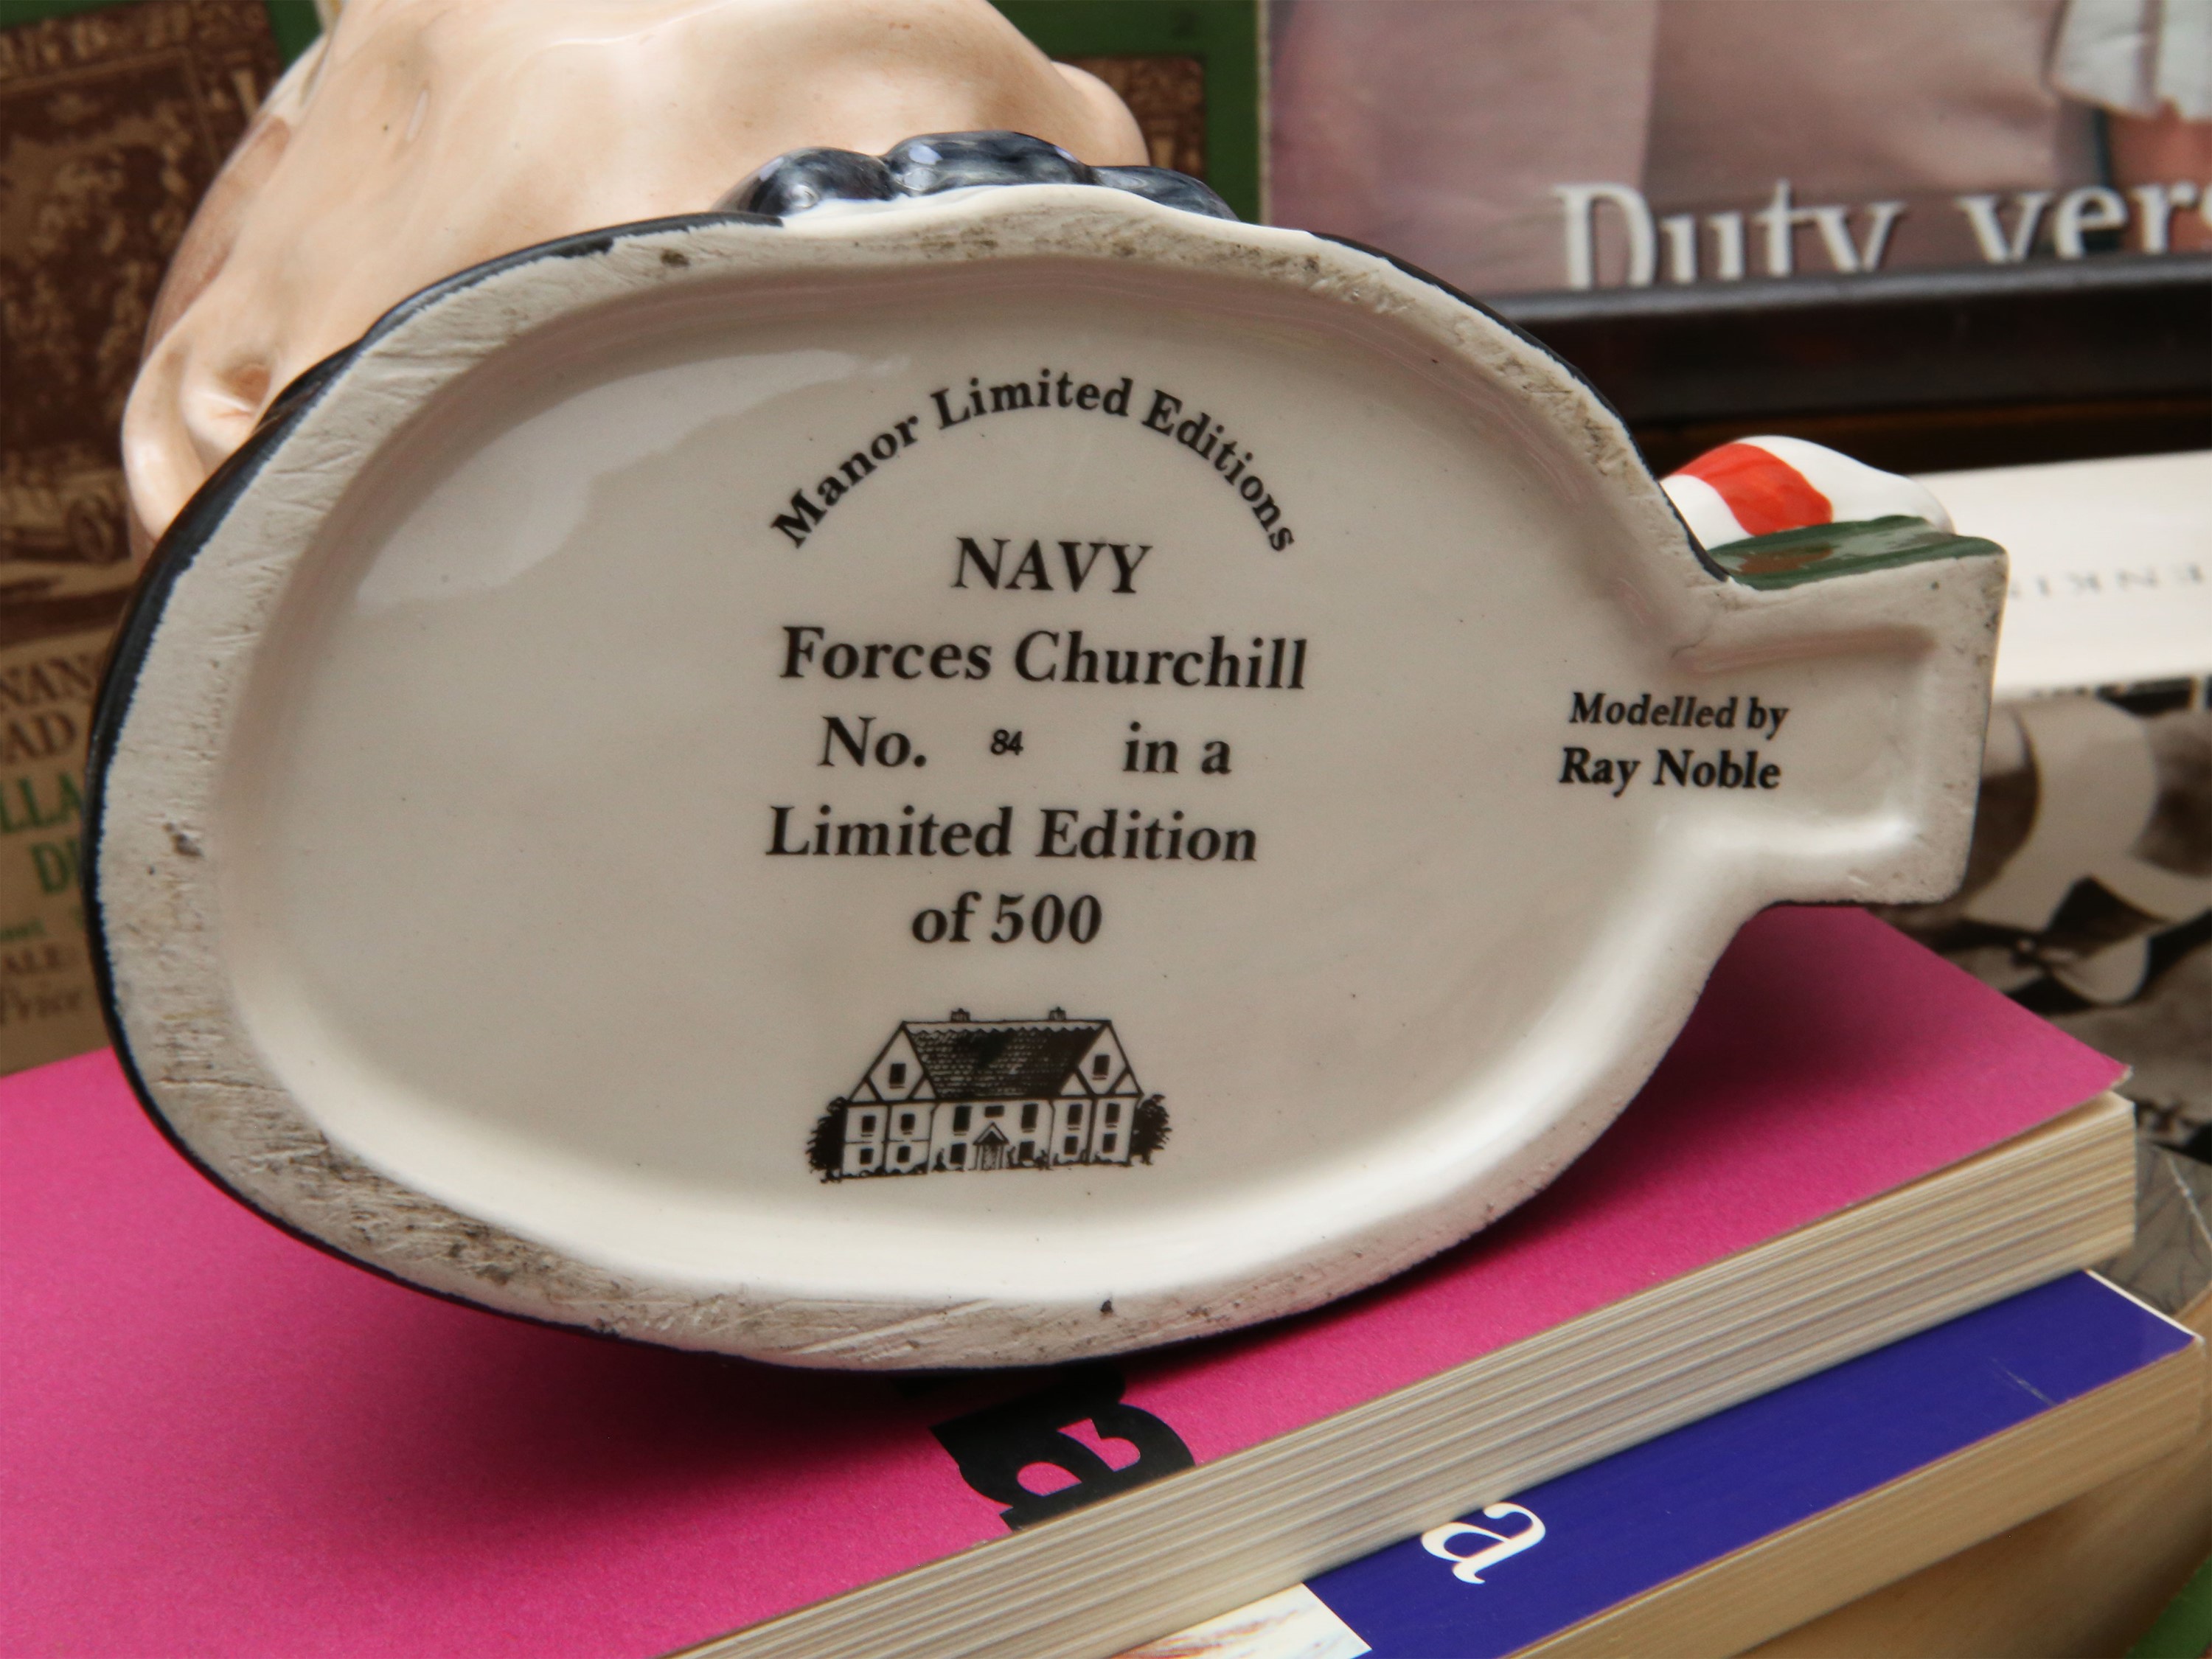 Duty vers
Manor Limited Editions
NAVY
Forces Churchill
No. 84 in a
Limited Edition
of 500
Modelled by
Ray Noble
Price
a